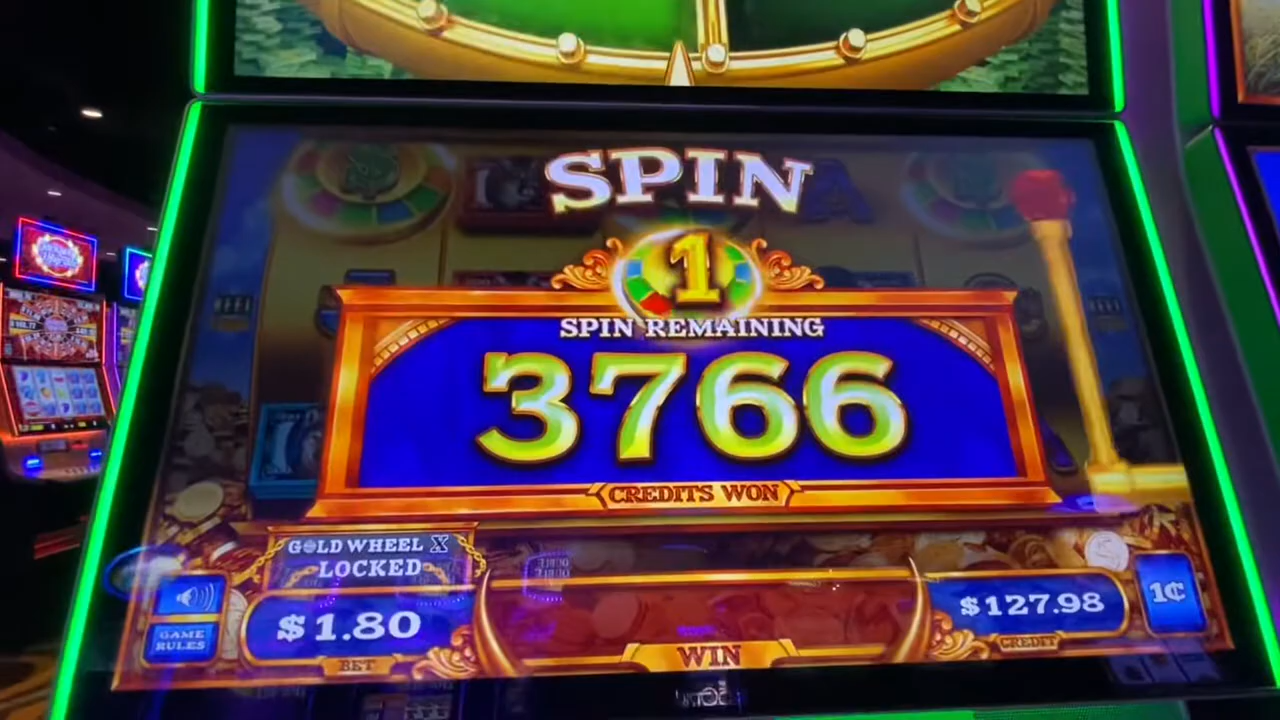 SPIN
1
SPIN REMAINING
3766
CREDITS WON
GOLD WHEEL X
LOCKED
GAME
RULES
$1.80
BET
WIN
$127.98
CREDIT
1¢